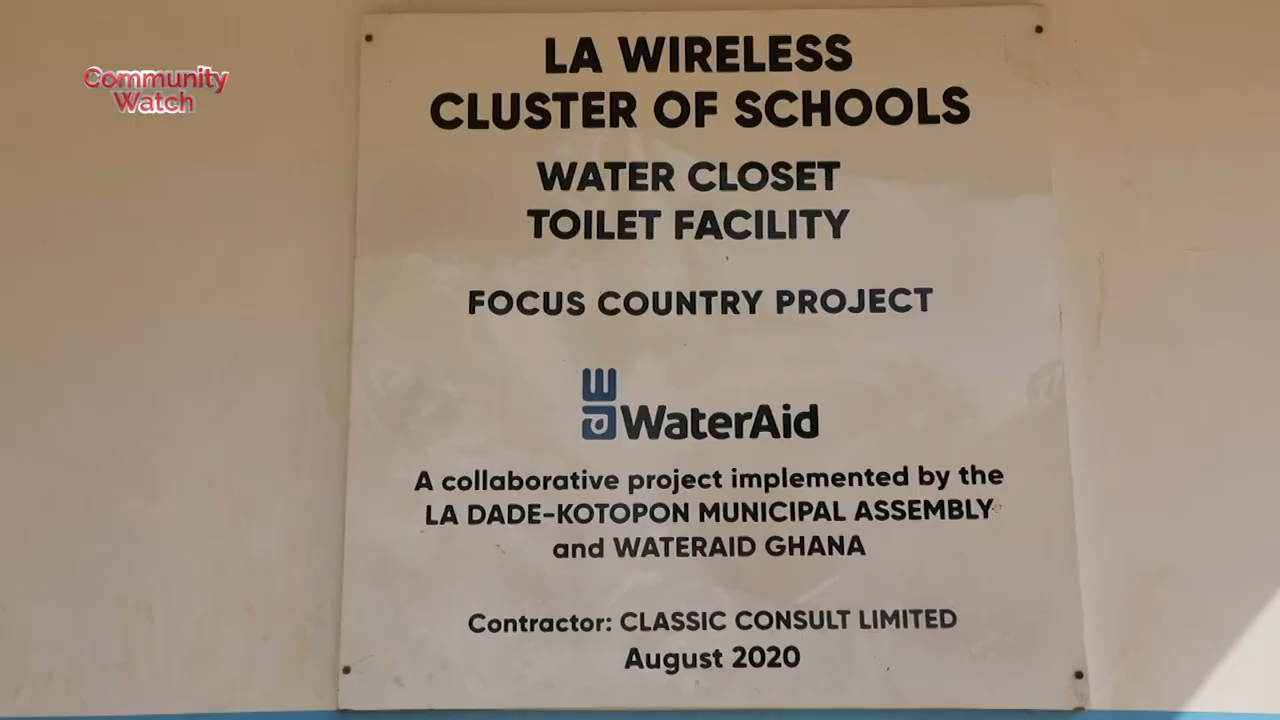 Community
Watch
LA WIRELESS
CLUSTER OF SCHOOLS
WATER CLOSET
TOILET FACILITY
FOCUS COUNTRY PROJECT
WaterAid
A collaborative project implemented by the
LA DADE-KOTOPON MUNICIPAL ASSEMBLY
and WATERAID GHANA
Contractor: CLASSIC CONSULT LIMITED
August 2020